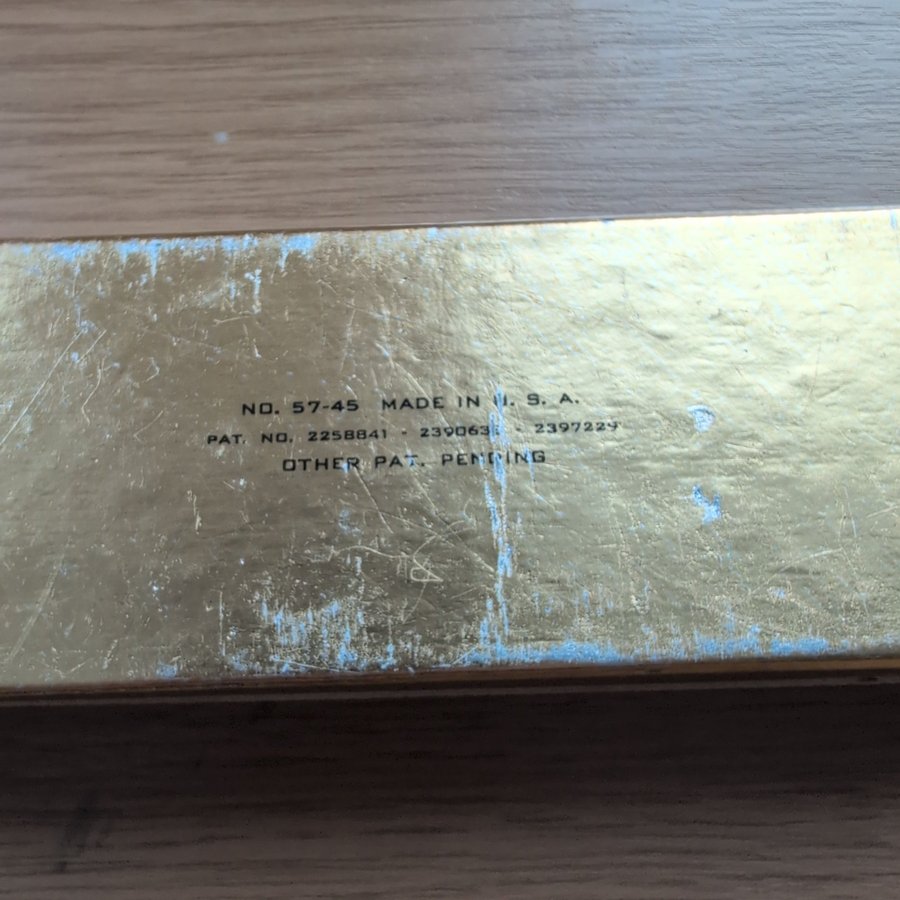 NO. 57-45 MADE IN U. S. A.
PAT. NO. 2258841 - - 2397229
OTHER PAT. PENDING